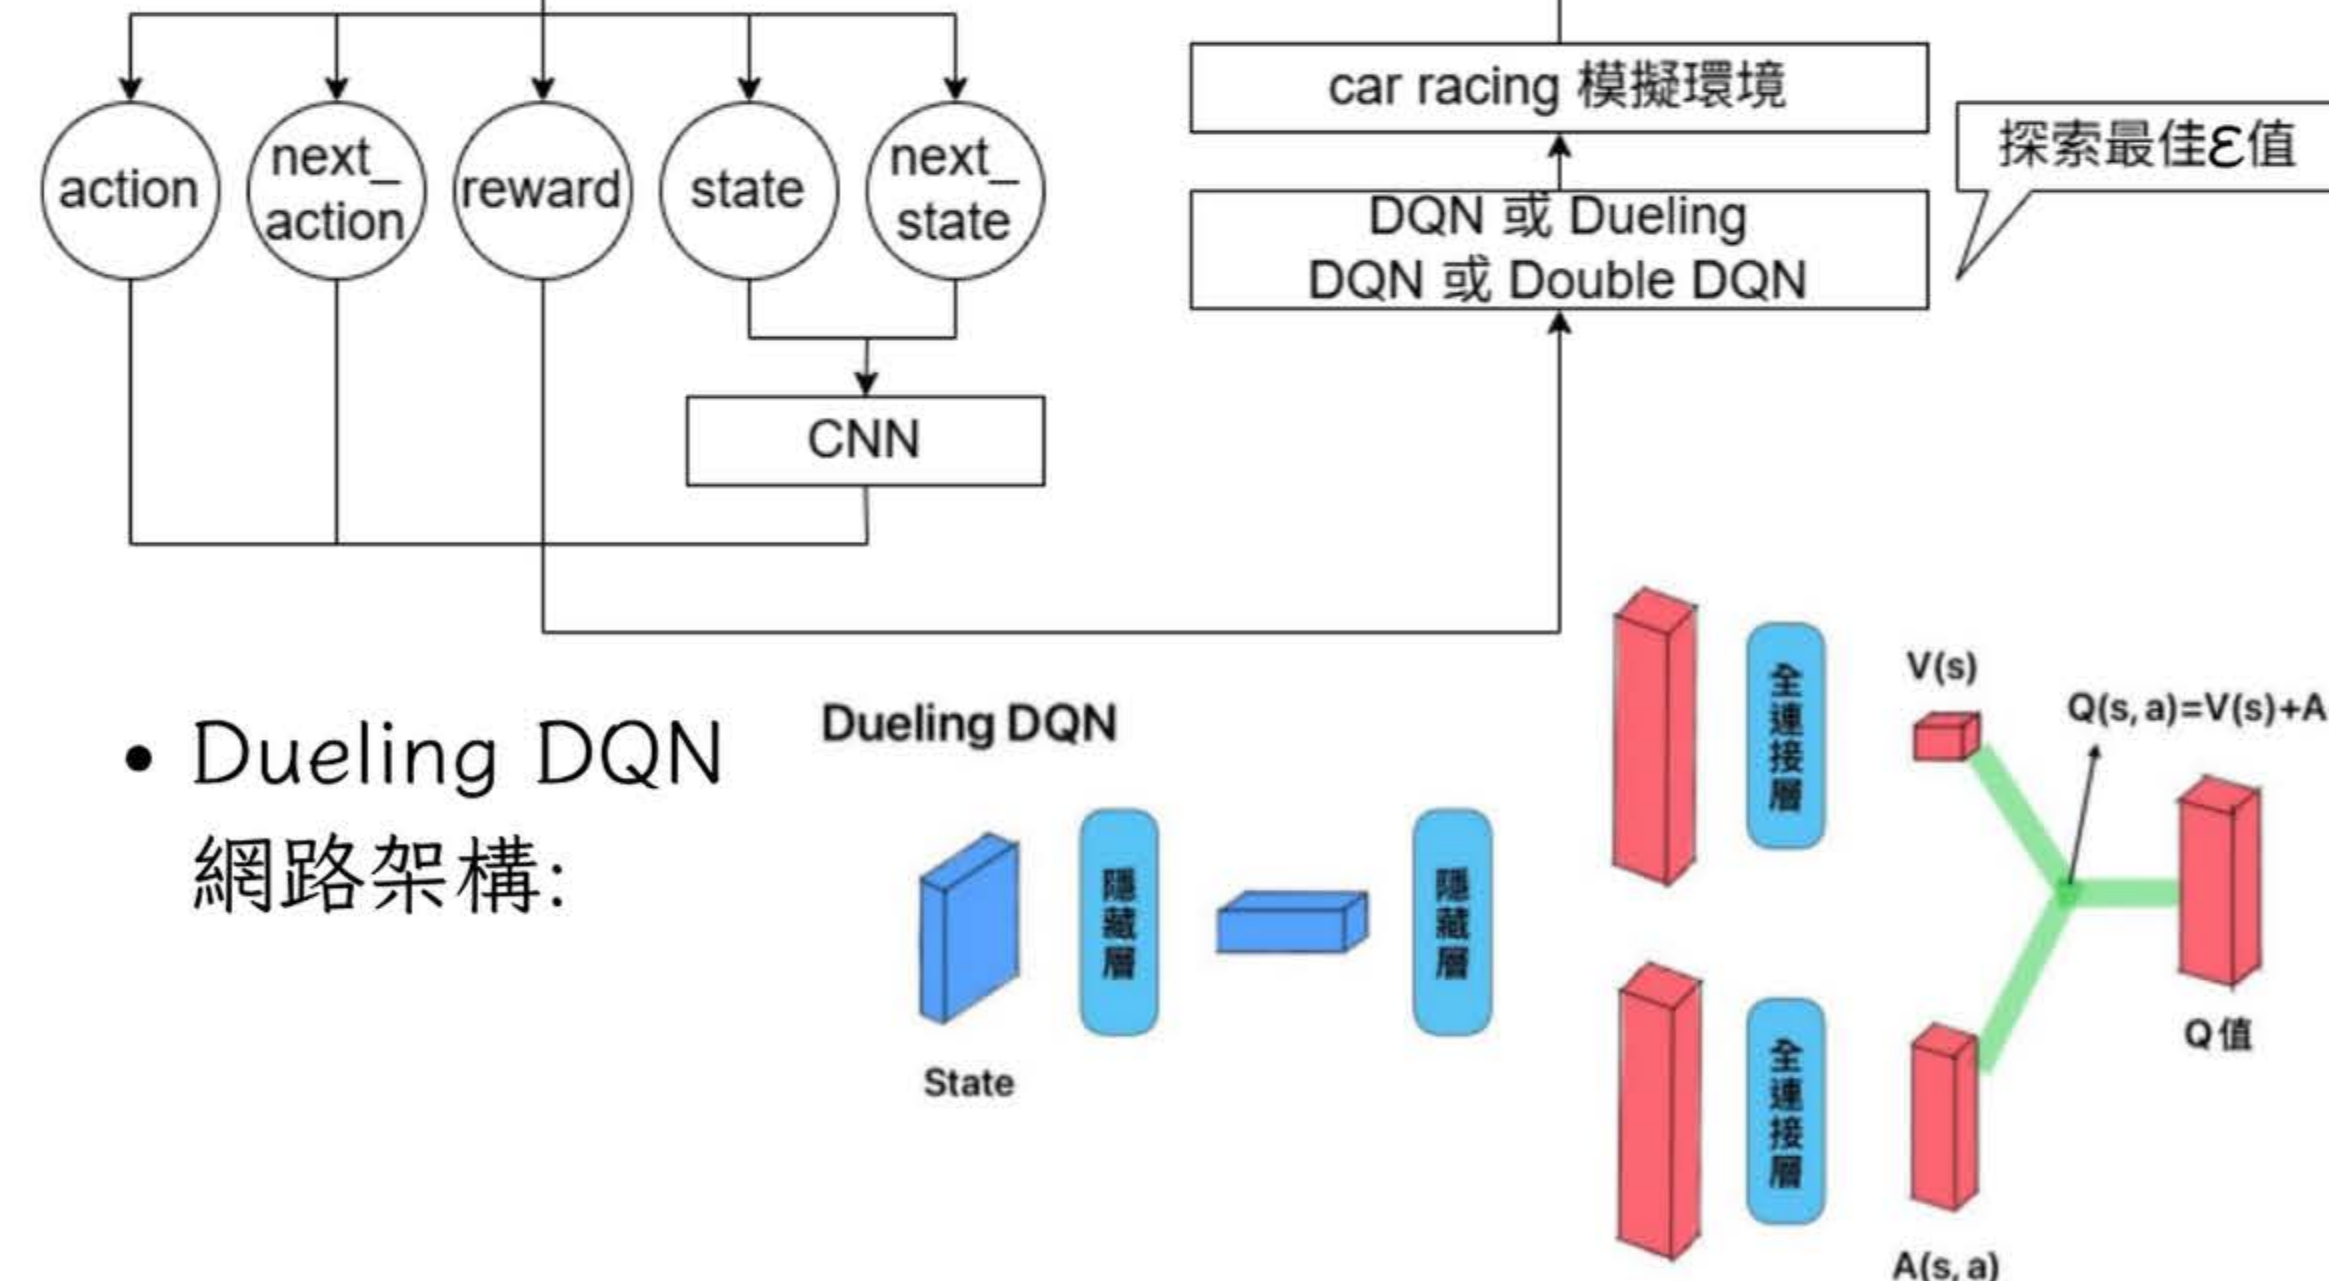 action
next_
action
reward
state
next_
state
CNN
car racing 模擬環境
DQN 或 Dueling
DQN 或 Double DQN
探索最佳ε值
• Dueling DQN
網路架構:
Dueling DQN
State
隱藏層
隱藏層
全連接層
全連接層
V(s)
Q(s, a)=V(s)+A
Q 值
A(s, a)